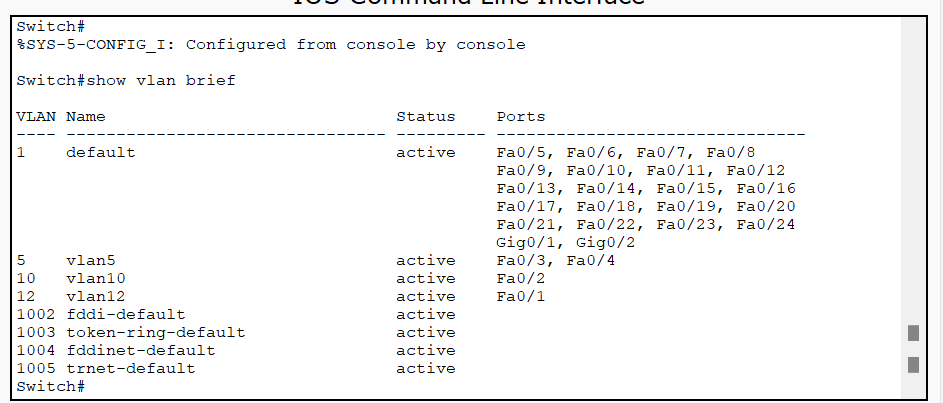 IOS Command Line Interface
Switch#
%SYS-5-CONFIG_I: Configured from console by console
Switch#show vlan brief
VLAN Name                             Status    Ports
---- -------------------------------- --------- -------------------------------
1    default                          active    Fa0/5, Fa0/6, Fa0/7, Fa0/8
                                                Fa0/9, Fa0/10, Fa0/11, Fa0/12
                                                Fa0/13, Fa0/14, Fa0/15, Fa0/16
                                                Fa0/17, Fa0/18, Fa0/19, Fa0/20
                                                Fa0/21, Fa0/22, Fa0/23, Fa0/24
                                                Gig0/1, Gig0/2
5    vlan5                            active    Fa0/3, Fa0/4
10   vlan10                           active    Fa0/2
12   vlan12                           active    Fa0/1
1002 fddi-default                     active
1003 token-ring-default               active
1004 fddinet-default                  active
1005 trnet-default                    active
Switch#